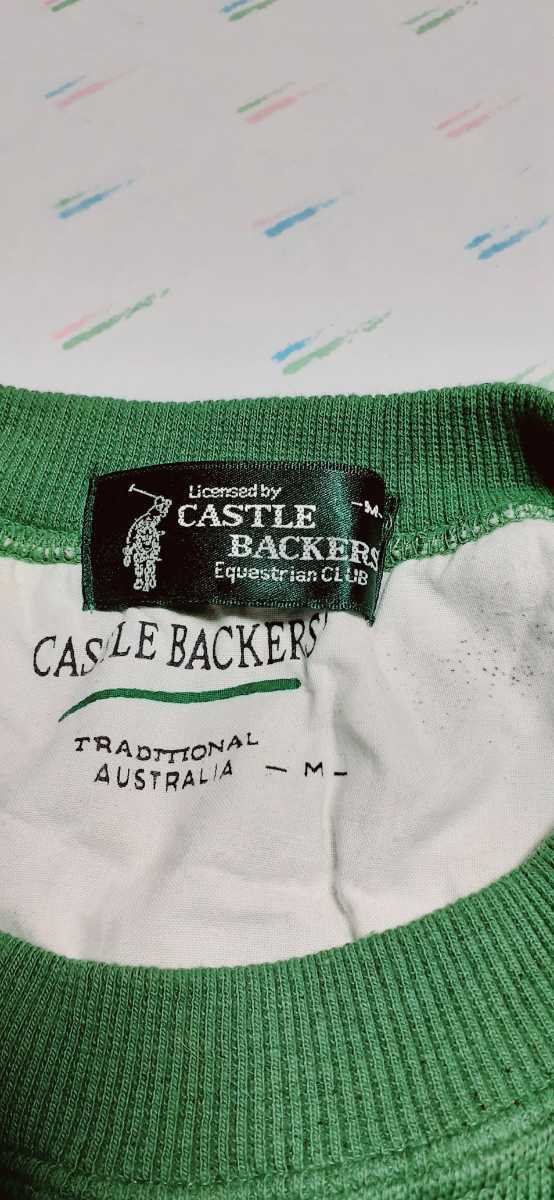 Licensed by
CASTLE -M-
BACKERS
Equestrian CLUB
CASTLE BACKERS'
TRADITIONAL
AUSTRALIA - M -